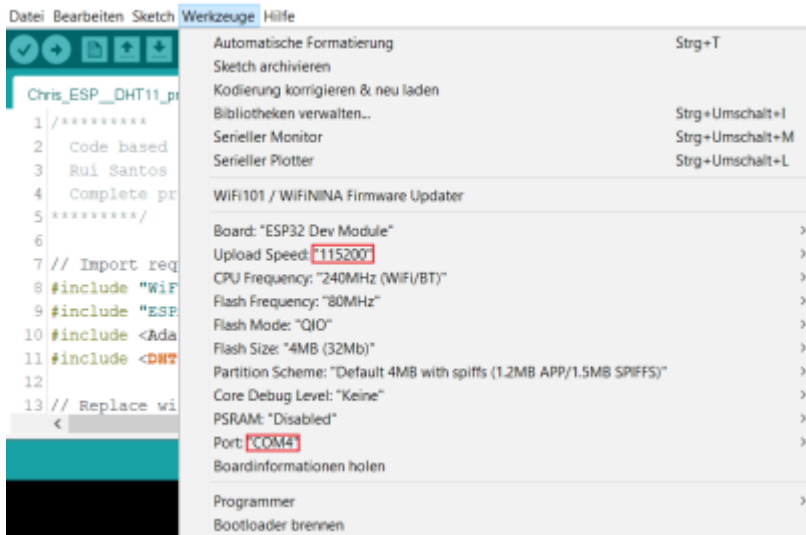 Datei Bearbeiten Sketch Werkzeuge Hilfe
Automatische Formatierung Strg+T
Sketch archivieren
Kodierung korrigieren & neu laden
Bibliotheken verwalten... Strg+Umschalt+I
Serieller Monitor Strg+Umschalt+M
Serieller Plotter Strg+Umschalt+L
WiFi101 / WiFiNINA Firmware Updater
Board: "ESP32 Dev Module"
Upload Speed: "115200"
CPU Frequency: "240MHz (WiFi/BT)"
Flash Frequency: "80MHz"
Flash Mode: "QIO"
Flash Size: "4MB (32Mb)"
Partition Scheme: "Default 4MB with spiffs (1.2MB APP/1.5MB SPIFFS)"
Core Debug Level: "Keine"
PSRAM: "Disabled"
Port: "COM4"
Boardinformationen holen
Programmer
Bootloader brennen
Chris_ESP__DHT11_pr
1 /*********
2 Code based
3 Rui Santos
4 Complete pr
5 *********/
6
7 // Import req
8 #include "WiF
9 #include "ESP
10 #include <Ada
11 #include <DHT
12
13 // Replace wi